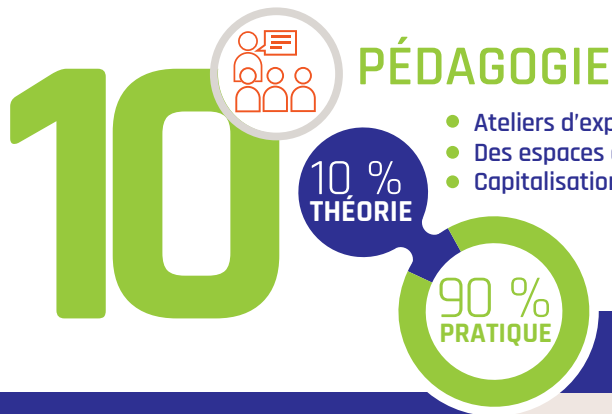 10
PÉDAGOGIE
Ateliers d'exp
Des espaces
Capitalisation
10 %
THÉORIE
90 %
PRATIQUE